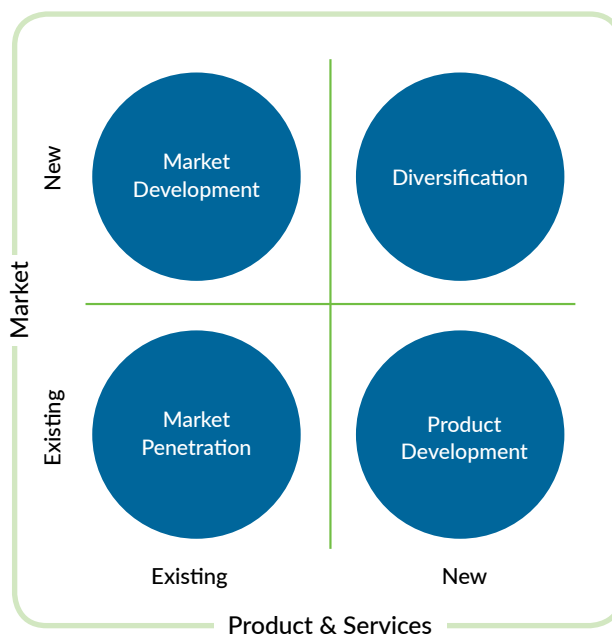 New
Market
Development
Diversification
Market
Existing
Market
Penetration
Product
Development
Existing
New
Product & Services